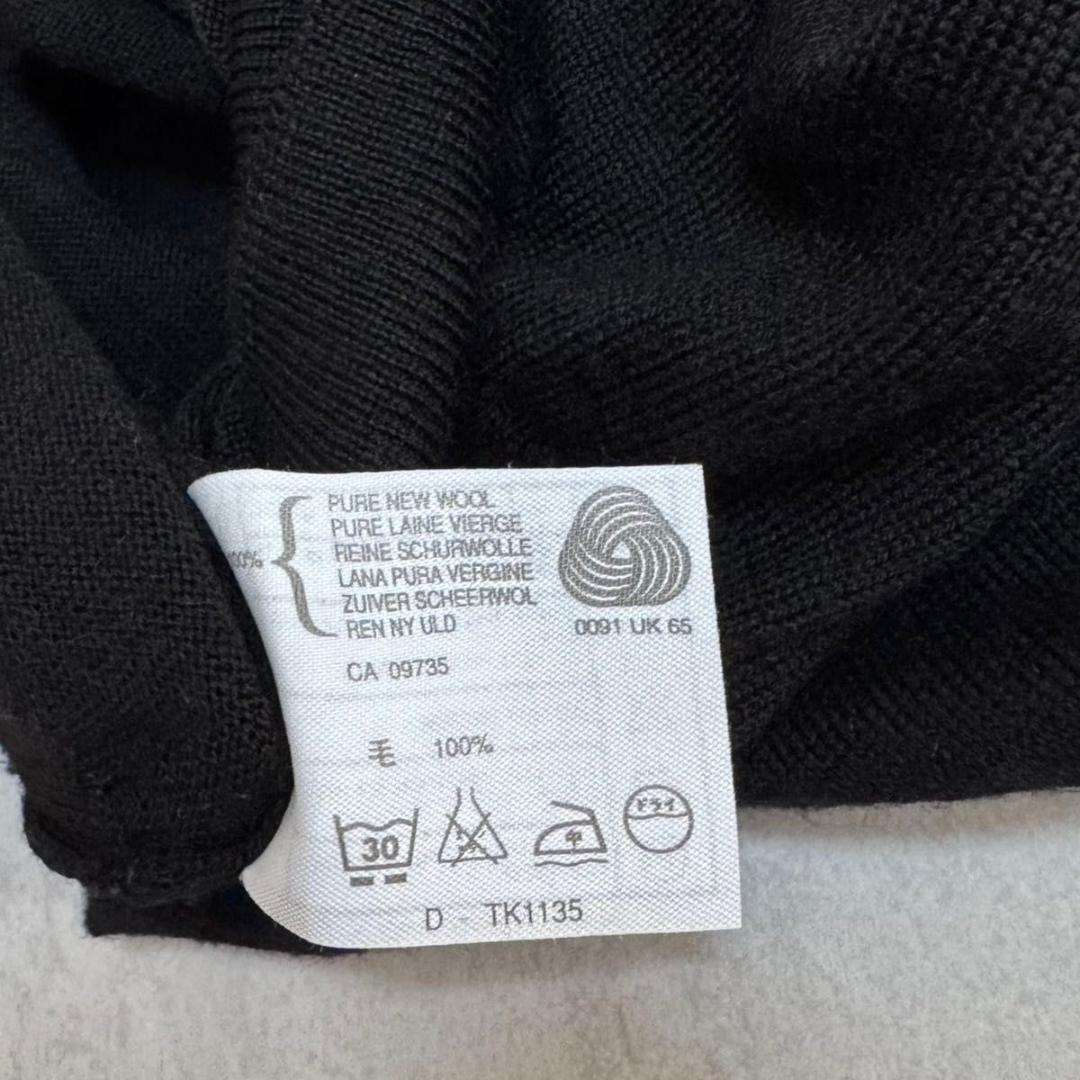 PURE NEW WOOL
PURE LAINE VIERGE
REINE SCHURWOLLE
LANA PURA VERGINE
ZUIVER SCHEERWOL
REN NY ULD
0091 UK 65
CA 09735
毛 100%
30
中
ドライ
D - TK1135